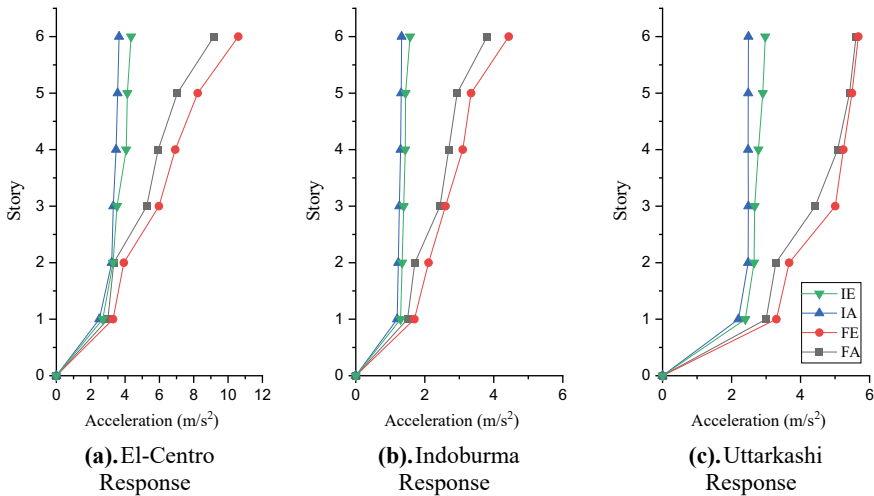 Story
6
5
4
3
2
1
0
0 2 4 6 8 10 12
Acceleration (m/s²)
(a). El-Centro
Response
Story
6
5
4
3
2
1
0
0 2 4 6
Acceleration (m/s²)
(b). Indoburma
Response
Story
6
5
4
3
2
1
0
0 2 4 6
Acceleration (m/s²)
IE
IA
FE
FA
(c). Uttarkashi
Response